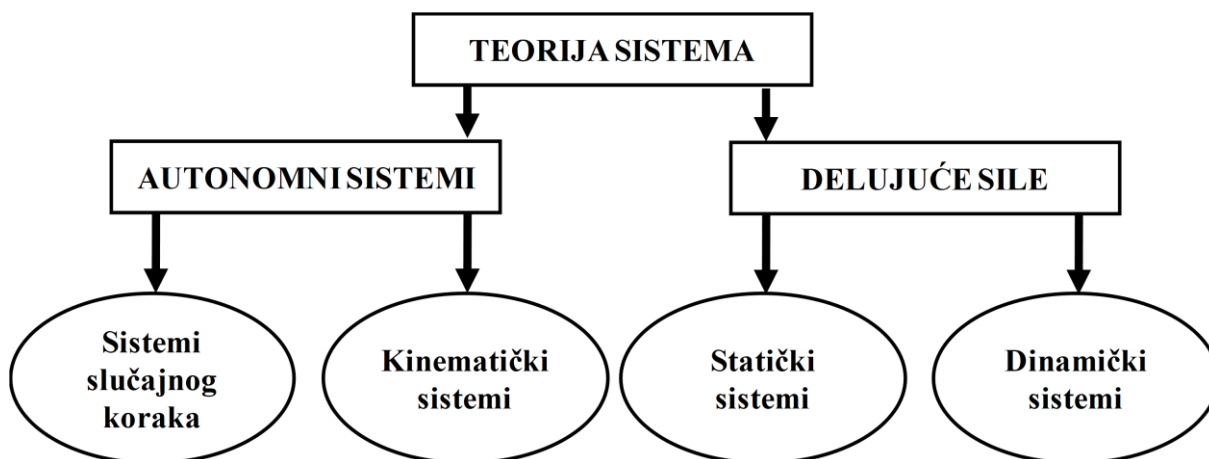 TEORIJA SISTEMA
AUTONOMNI SISTEMI
DELUJUĆE SILE
Sistemi
slučajnog
koraka
Kinematički
sistemi
Statički
sistemi
Dinamički
sistemi